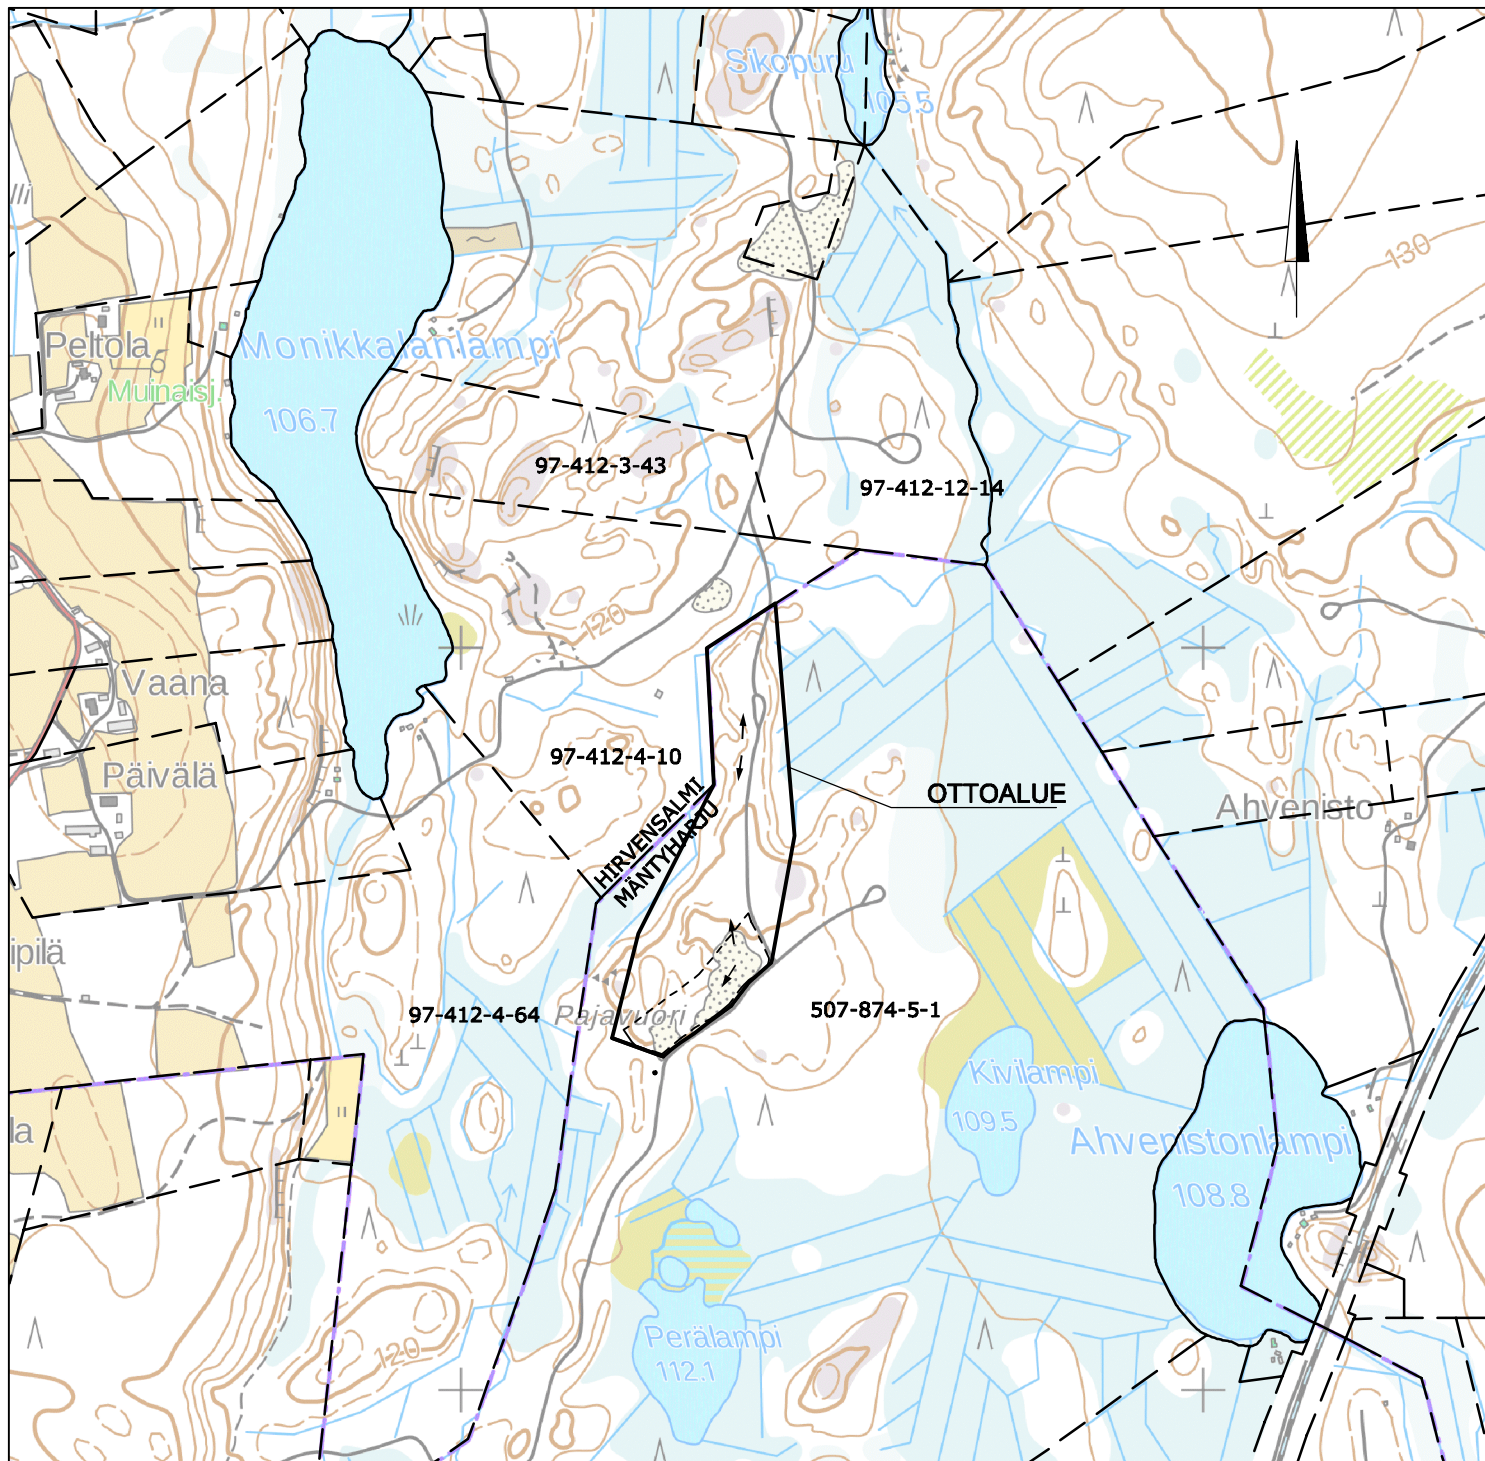 Sikopuru
105.5
130
Peltola
Monikkalanlampi
Muinaisj.
106.7
97-412-3-43
97-412-12-14
120
Vaana
97-412-4-10
Päivälä
HIRVENSALMI
MÄNTYHARJU
OTTOALUE
Ahvenisto
ipilä
97-412-4-64
Pajavuori
507-874-5-1
Kivilampi
109.5
la
Ahvenistonlampi
108.8
Perälampi
112.1
120